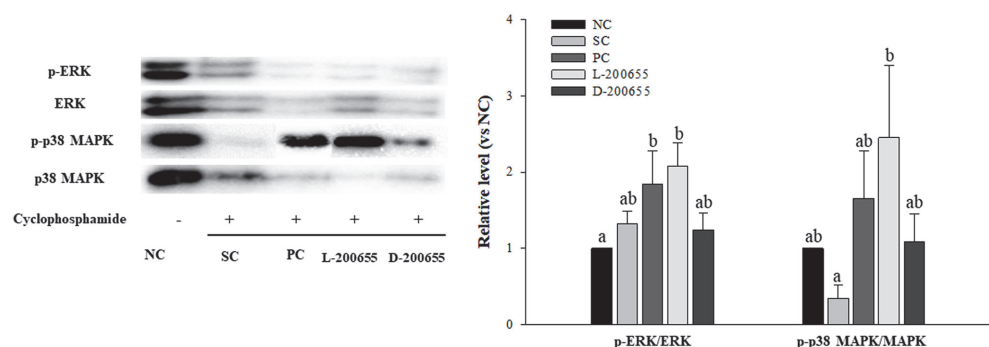 p-ERK
ERK
p-p38 MAPK
p38 MAPK
Cyclophosphamide - + + + +
NC SC PC L-200655 D-200655
Relative level (vs NC)
4
3
2
1
0
NC
SC
PC
L-200655
D-200655
a ab b b ab
ab a ab b ab
p-ERK/ERK p-p38 MAPK/MAPK